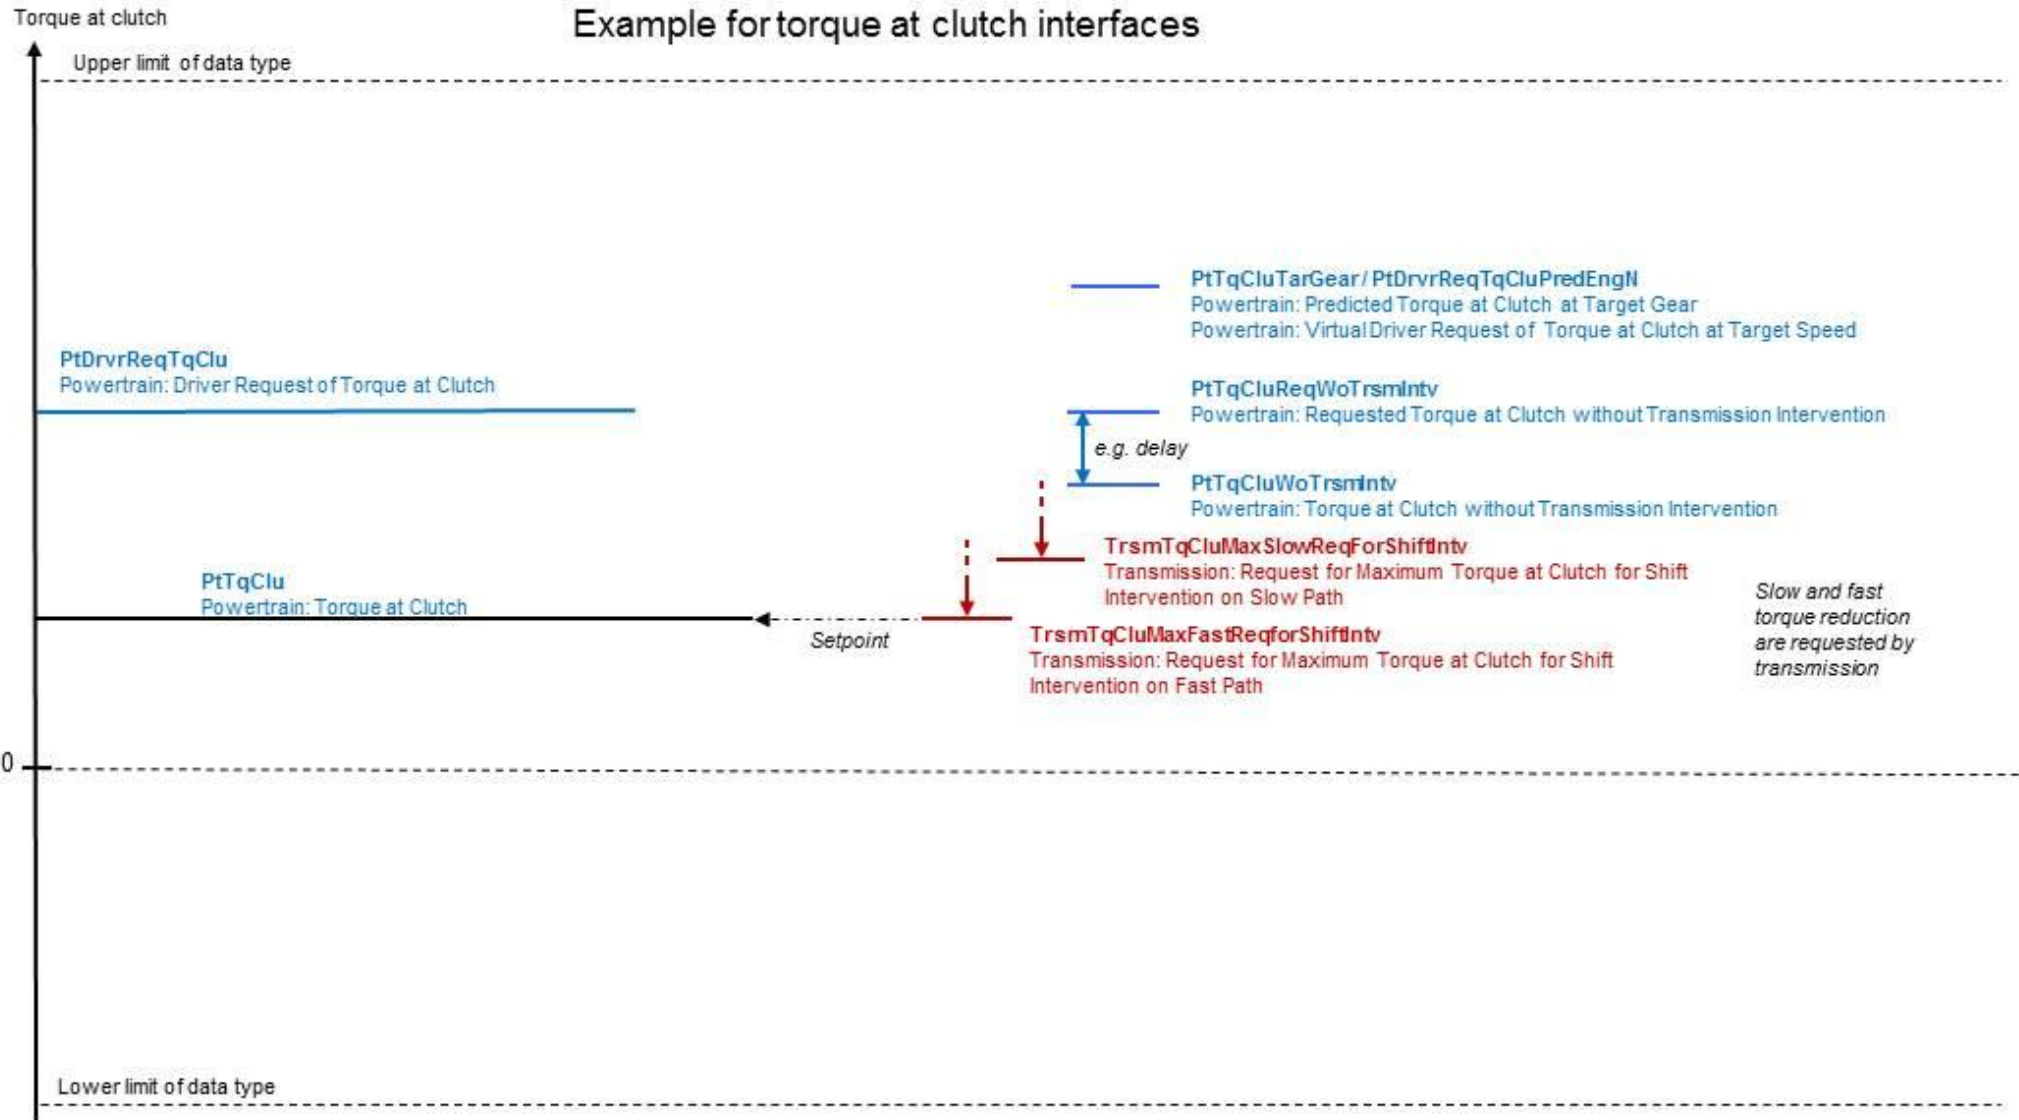 Torque at clutch
Example for torque at clutch interfaces
Upper limit of data type
PtTqCluTarGear / PtDrvrReqTqCluPredEngN
Powertrain: Predicted Torque at Clutch at Target Gear
Powertrain: Virtual Driver Request of Torque at Clutch at Target Speed
PtDrvrReqTqClu
Powertrain: Driver Request of Torque at Clutch
PtTqCluReqWoTrsmIntv
Powertrain: Requested Torque at Clutch without Transmission Intervention
e.g. delay
PtTqCluWoTrsmIntv
Powertrain: Torque at Clutch without Transmission Intervention
TrsmTqCluMaxSlowReqForShiftIntv
Transmission: Request for Maximum Torque at Clutch for Shift
Intervention on Slow Path
PtTqClu
Powertrain: Torque at Clutch
Setpoint
TrsmTqCluMaxFastReqforShiftIntv
Transmission: Request for Maximum Torque at Clutch for Shift
Intervention on Fast Path
Slow and fast
torque reduction
are requested by
transmission
0
Lower limit of data type